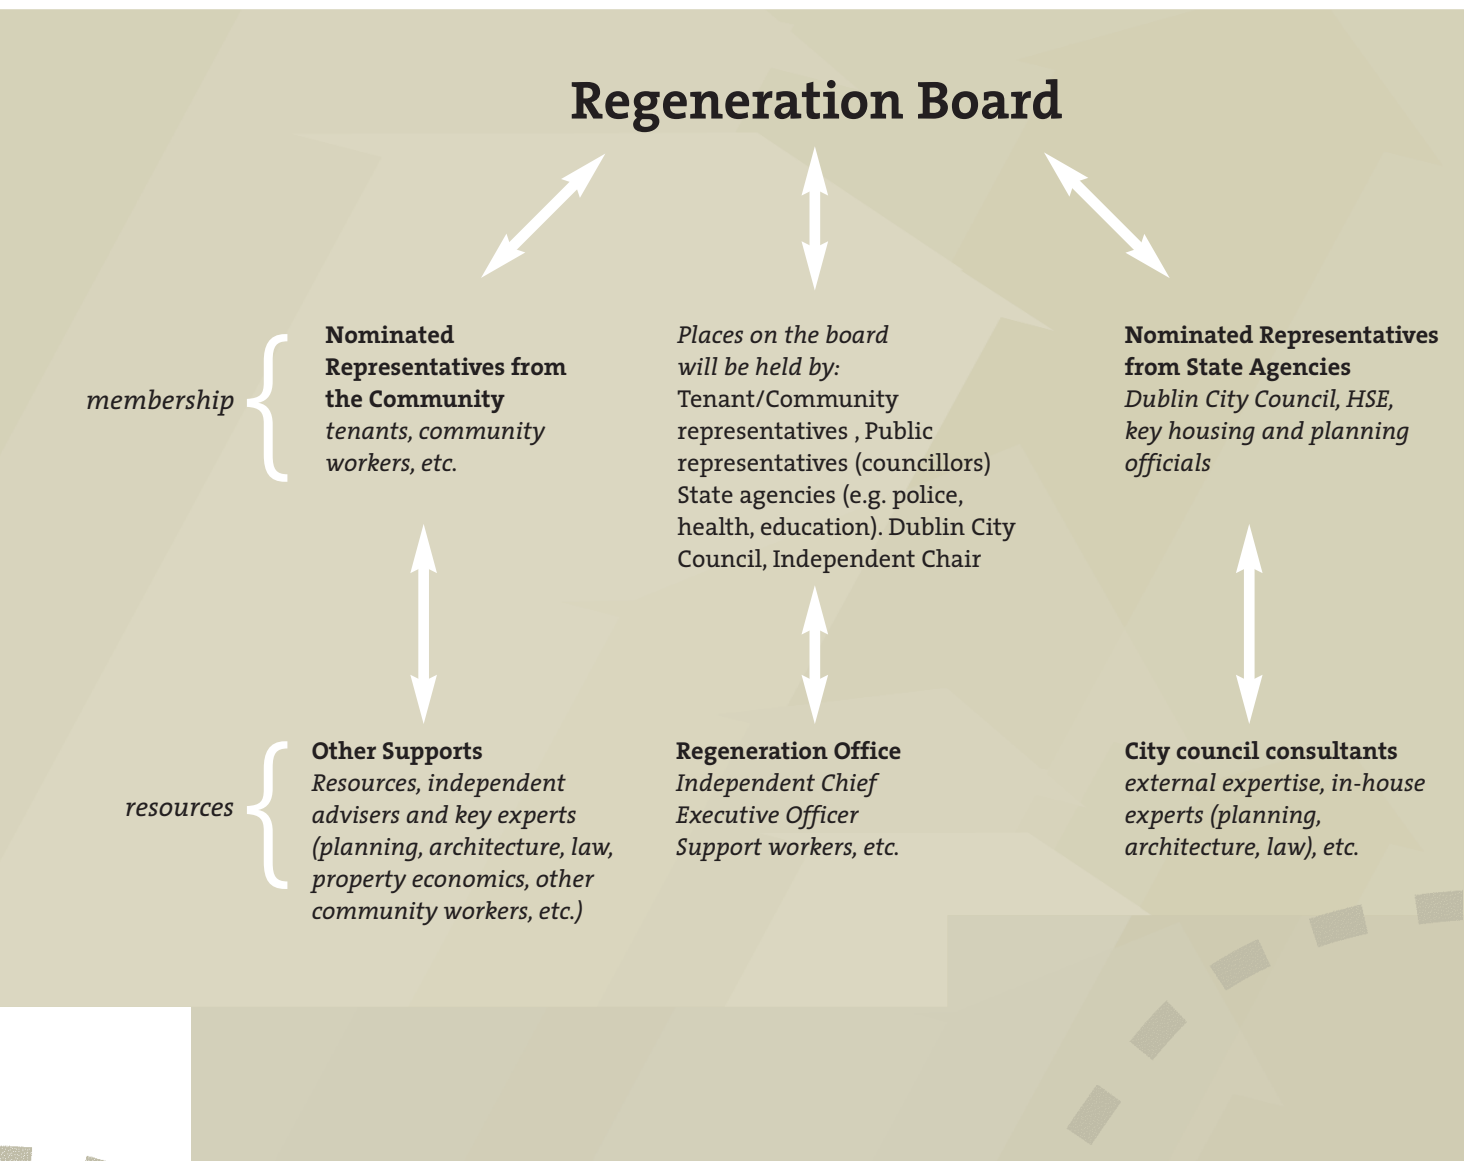 Regeneration Board
membership
Nominated
Representatives from
the Community
tenants, community
workers, etc.
Places on the board
will be held by:
Tenant/Community
representatives , Public
representatives (councillors)
State agencies (e.g. police,
health, education). Dublin City
Council, Independent Chair
Nominated Representatives
from State Agencies
Dublin City Council, HSE,
key housing and planning
officials
resources
Other Supports
Resources, independent
advisers and key experts
(planning, architecture, law,
property economics, other
community workers, etc.)
Regeneration Office
Independent Chief
Executive Officer
Support workers, etc.
City council consultants
external expertise, in-house
experts (planning,
architecture, law), etc.